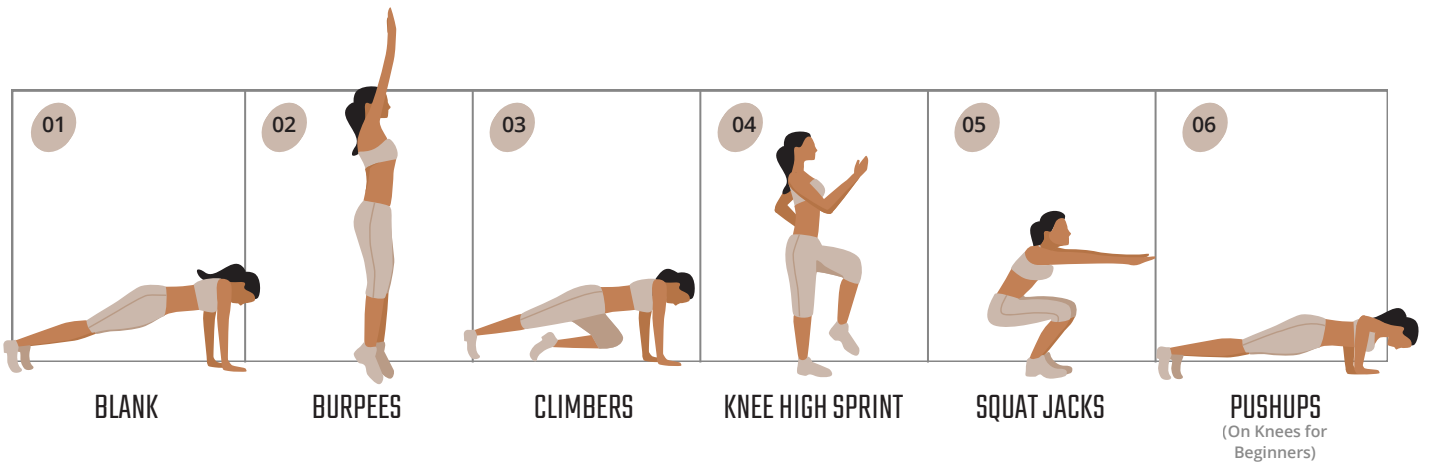 01
02
03
04
05
06
BLANK
BURPEES
CLIMBERS
KNEE HIGH SPRINT
SQUAT JACKS
PUSHUPS
(On Knees for
Beginners)